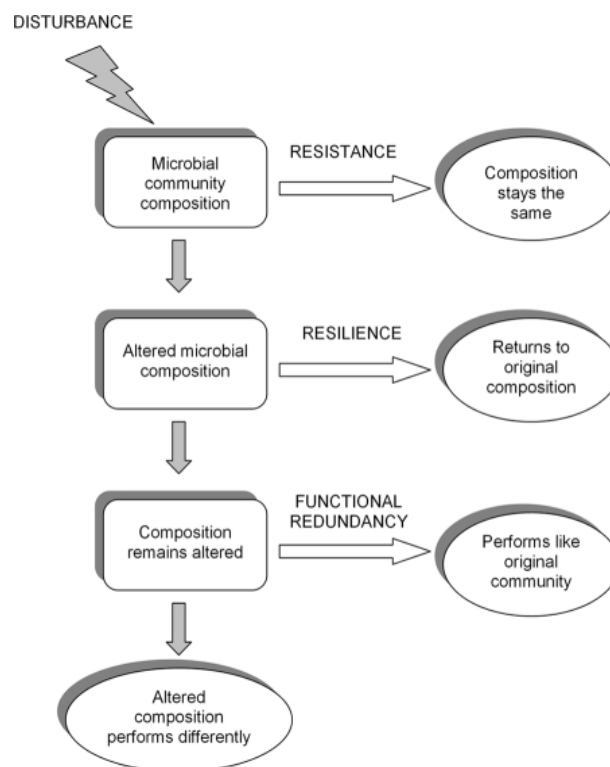 DISTURBANCE
Microbial
community
composition
RESISTANCE
Composition
stays the
same
Altered microbial
composition
RESILIENCE
Returns to
original
composition
Composition
remains altered
FUNCTIONAL
REDUNDANCY
Performs like
original
community
Altered
composition
performs differently